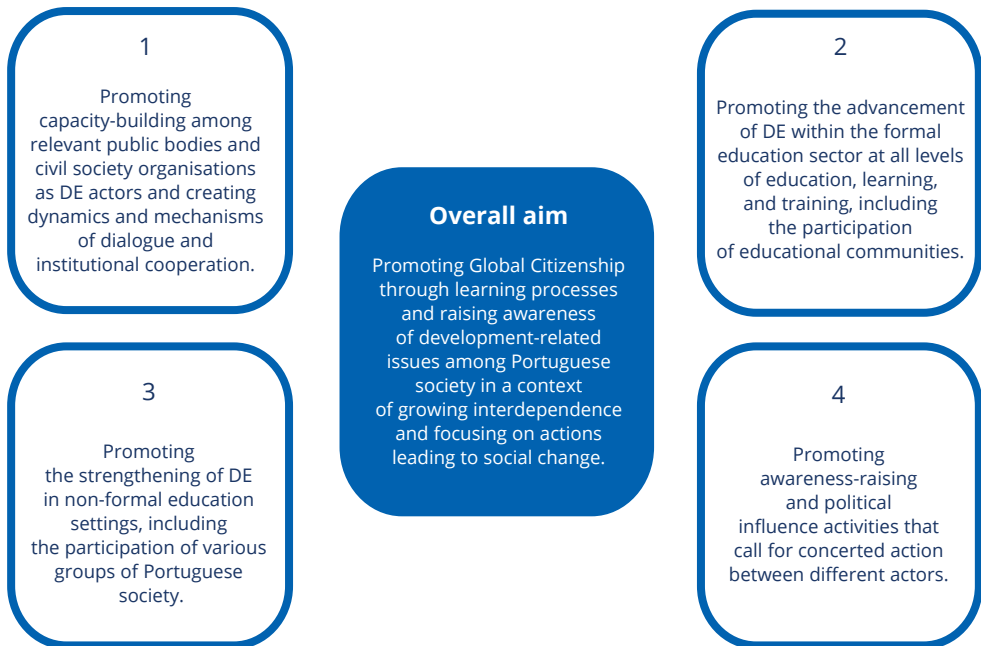 1
Promoting
capacity-building among
relevant public bodies and
civil society organisations
as DE actors and creating
dynamics and mechanisms
of dialogue and
institutional cooperation.
2
Promoting the advancement
of DE within the formal
education sector at all levels
of education, learning,
and training, including
the participation
of educational communities.
Overall aim
Promoting Global Citizenship
through learning processes
and raising awareness
of development-related
issues among Portuguese
society in a context
of growing interdependence
and focusing on actions
leading to social change.
3
Promoting
the strengthening of DE
in non-formal education
settings, including
the participation of various
groups of Portuguese
society.
4
Promoting
awareness-raising
and political
influence activities that
call for concerted action
between different actors.